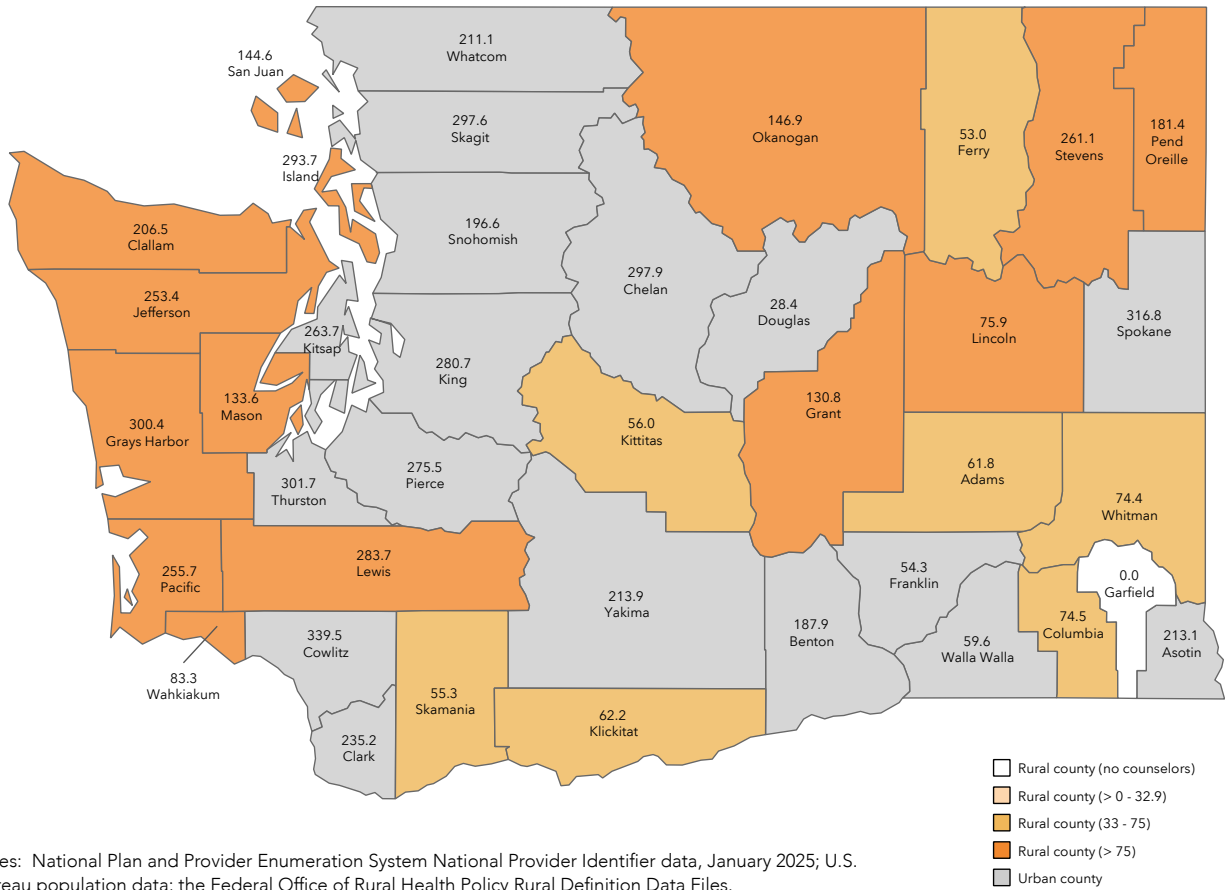 211.1
Whatcom
144.6
San Juan
297.6
Skagit
146.9
Okanogan
53.0
Ferry
261.1
Stevens
181.4
Pend
Oreille
293.7
Island
206.5
Clallam
196.6
Snohomish
297.9
Chelan
253.4
Jefferson
28.4
Douglas
75.9
Lincoln
316.8
Spokane
263.7
Kitsap
280.7
King
133.6
Mason
130.8
Grant
300.4
Grays Harbor
56.0
Kittitas
61.8
Adams
275.5
Pierce
301.7
Thurston
74.4
Whitman
283.7
Lewis
255.7
Pacific
54.3
Franklin
0.0
Garfield
213.9
Yakima
187.9
Benton
74.5
Columbia
59.6
Walla Walla
213.1
Asotin
339.5
Cowlitz
83.3
Wahkiakum
55.3
Skamania
62.2
Klickitat
235.2
Clark
Rural county (no counselors)
Rural county (> 0 - 32.9)
Rural county (33 - 75)
Rural county (> 75)
Urban county
es: National Plan and Provider Enumeration System National Provider Identifier data, January 2025; U.S.
eau population data; the Federal Office of Rural Health Policy Rural Definition Data Files.